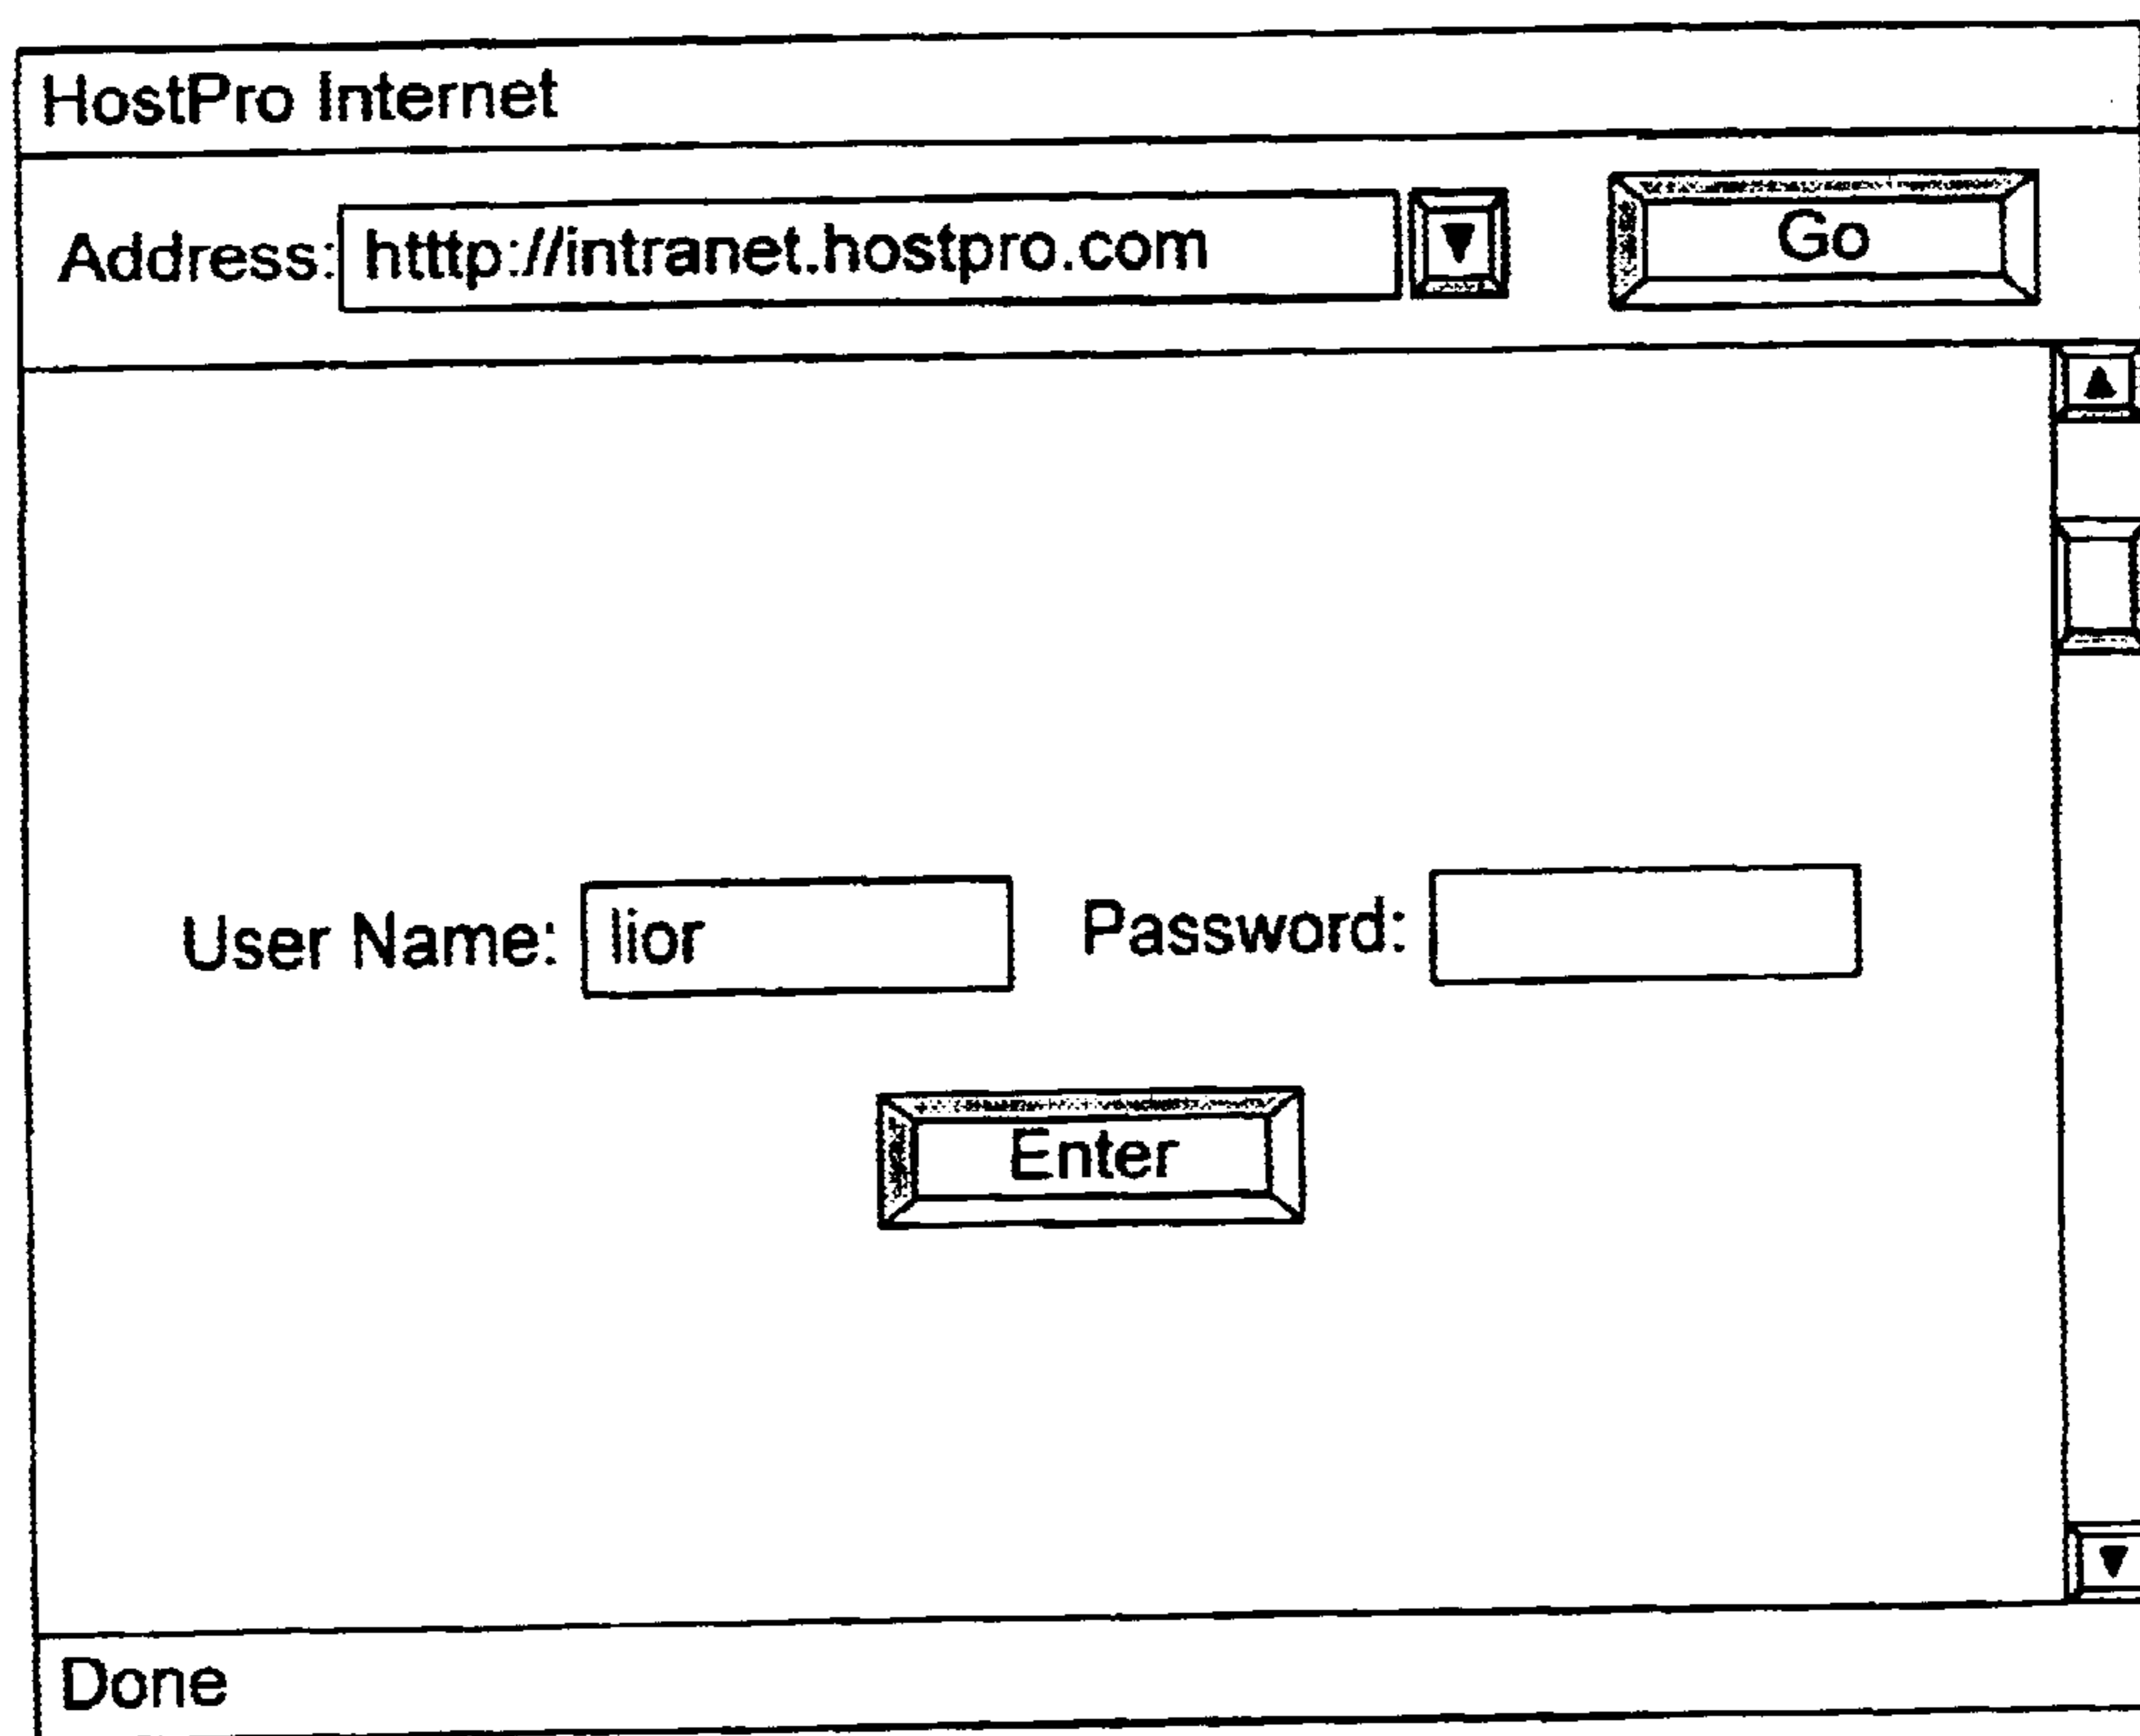 HostPro Internet
Address: htttp://intranet.hostpro.com Go
User Name: lior Password:
Enter
Done